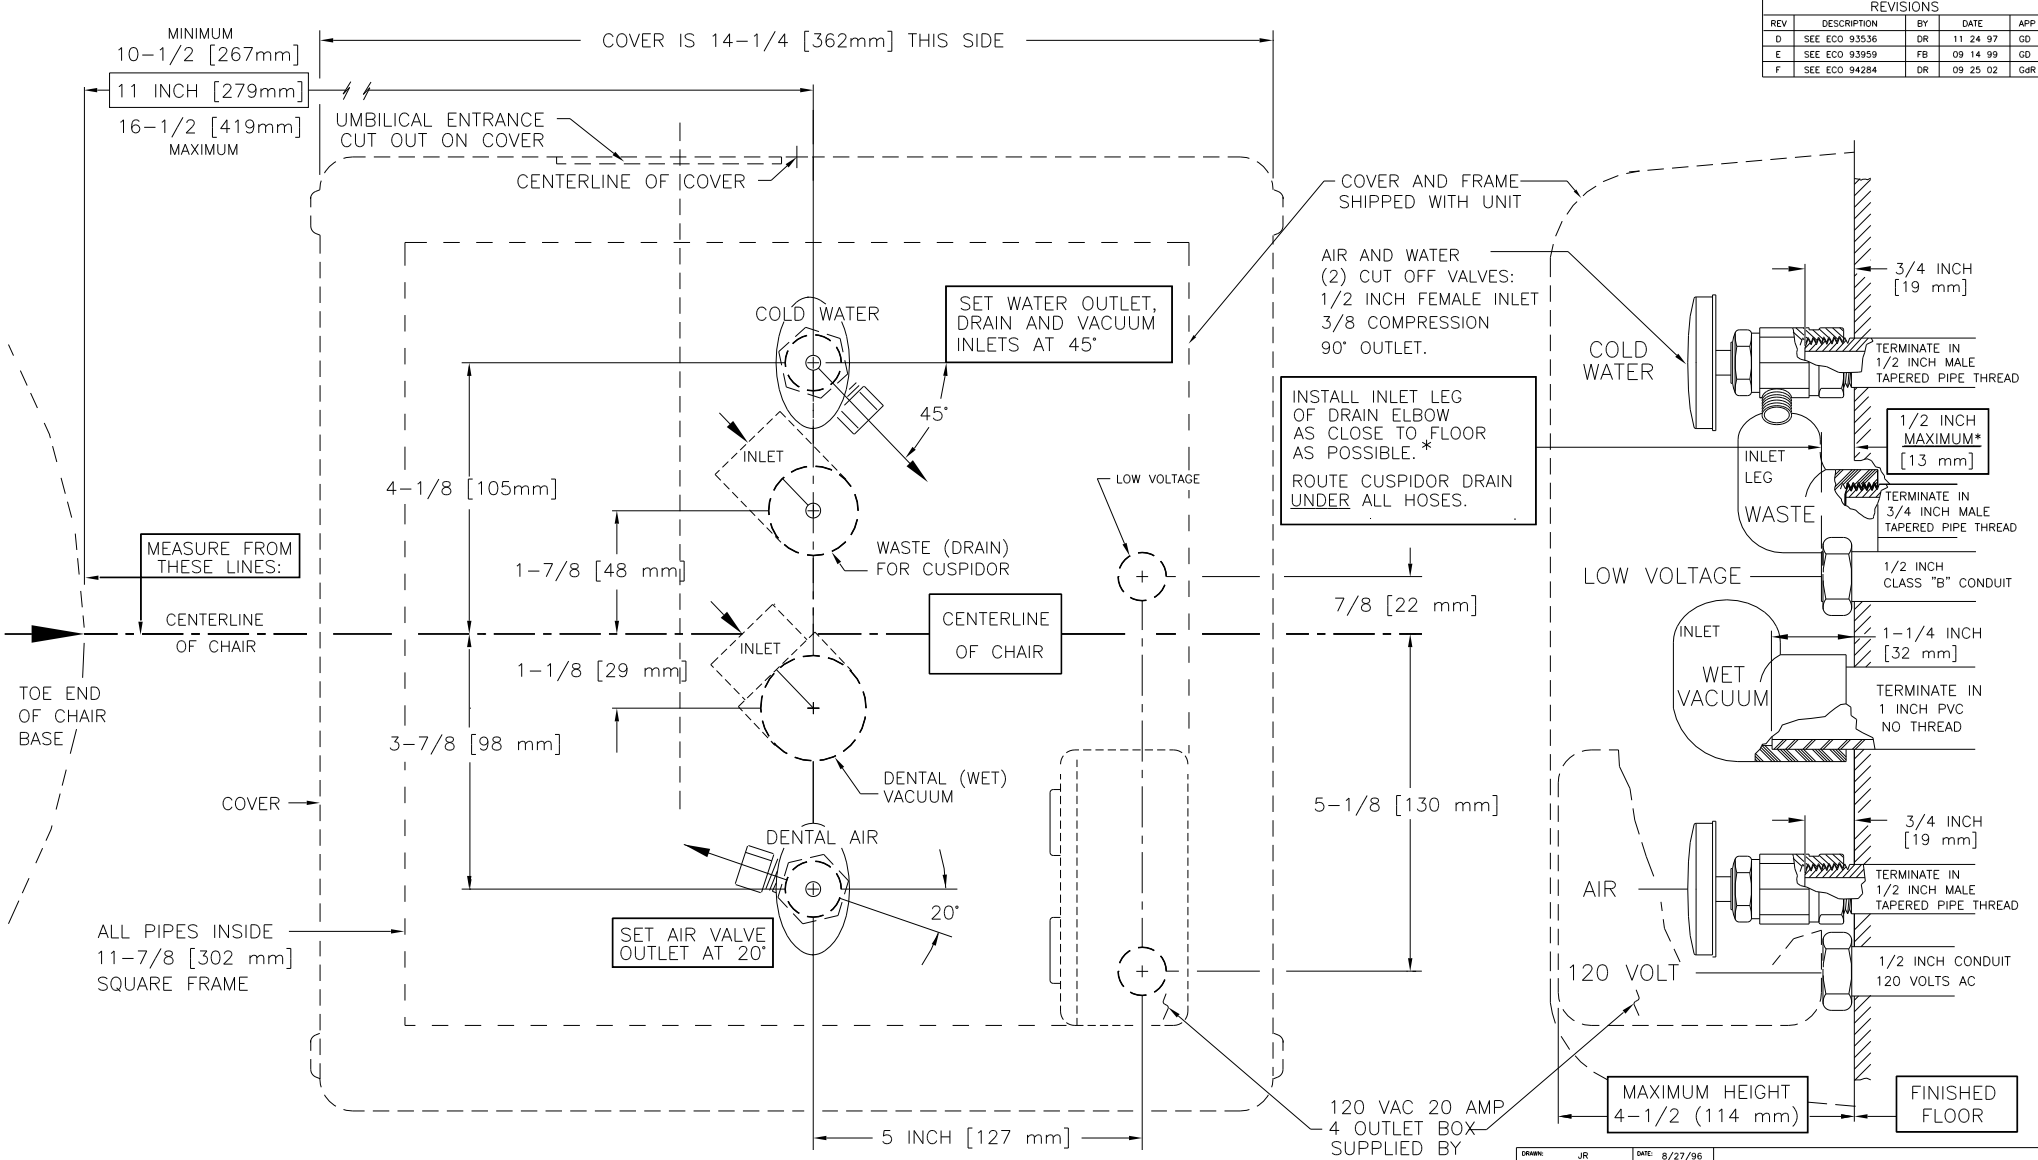 REVISIONS
REV DESCRIPTION BY DATE APP
D SEE ECO 93536 DR 11 24 97 GD
E SEE ECO 93959 FB 09 14 99 GD
F SEE ECO 94284 DR 09 25 02 GdR
MINIMUM
10-1/2 [267mm]
11 INCH [279mm]
16-1/2 [419mm]
MAXIMUM
COVER IS 14-1/4 [362mm] THIS SIDE
UMBILICAL ENTRANCE
CUT OUT ON COVER
CENTERLINE OF COVER
COVER AND FRAME
SHIPPED WITH UNIT
AIR AND WATER
(2) CUT OFF VALVES:
1/2 INCH FEMALE INLET
3/8 COMPRESSION
90° OUTLET.
COLD WATER
SET WATER OUTLET,
DRAIN AND VACUUM
INLETS AT 45°
45°
INLET
4-1/8 [105mm]
1-7/8 [48 mm]
WASTE (DRAIN)
FOR CUSPIDOR
LOW VOLTAGE
INSTALL INLET LEG
OF DRAIN ELBOW
AS CLOSE TO FLOOR
AS POSSIBLE.*
ROUTE CUSPIDOR DRAIN
UNDER ALL HOSES.
7/8 [22 mm]
MEASURE FROM
THESE LINES:
CENTERLINE
OF CHAIR
CENTERLINE
OF CHAIR
INLET
1-1/8 [29 mm]
TOE END
OF CHAIR
BASE
3-7/8 [98 mm]
DENTAL (WET)
VACUUM
COVER
5-1/8 [130 mm]
DENTAL AIR
20°
SET AIR VALVE
OUTLET AT 20°
ALL PIPES INSIDE
11-7/8 [302 mm]
SQUARE FRAME
5 INCH [127 mm]
120 VAC 20 AMP
4 OUTLET BOX
SUPPLIED BY
3/4 INCH
[19 mm]
COLD
WATER
TERMINATE IN
1/2 INCH MALE
TAPERED PIPE THREAD
1/2 INCH
MAXIMUM*
[13 mm]
INLET
LEG
WASTE
TERMINATE IN
3/4 INCH MALE
TAPERED PIPE THREAD
LOW VOLTAGE
1/2 INCH
CLASS "B" CONDUIT
INLET
1-1/4 INCH
[32 mm]
WET
VACUUM
TERMINATE IN
1 INCH PVC
NO THREAD
3/4 INCH
[19 mm]
AIR
TERMINATE IN
1/2 INCH MALE
TAPERED PIPE THREAD
120 VOLT
1/2 INCH CONDUIT
120 VOLTS AC
MAXIMUM HEIGHT
4-1/2 (114 mm)
FINISHED
FLOOR
DRAWN: JR DATE: 8/27/96